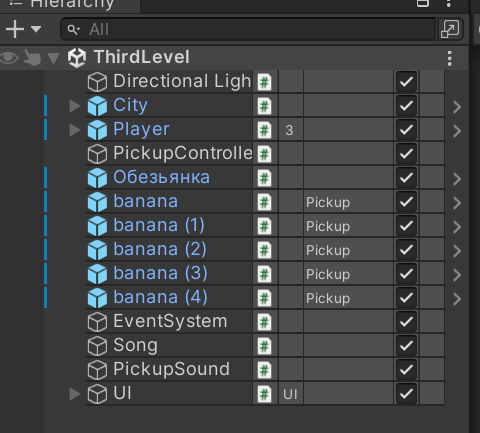 Hierarchy
All
ThirdLevel
Directional Ligh
City
Player 3
PickupControlle
Обезьянка
banana Pickup
banana (1) Pickup
banana (2) Pickup
banana (3) Pickup
banana (4) Pickup
EventSystem
Song
PickupSound
UI UI